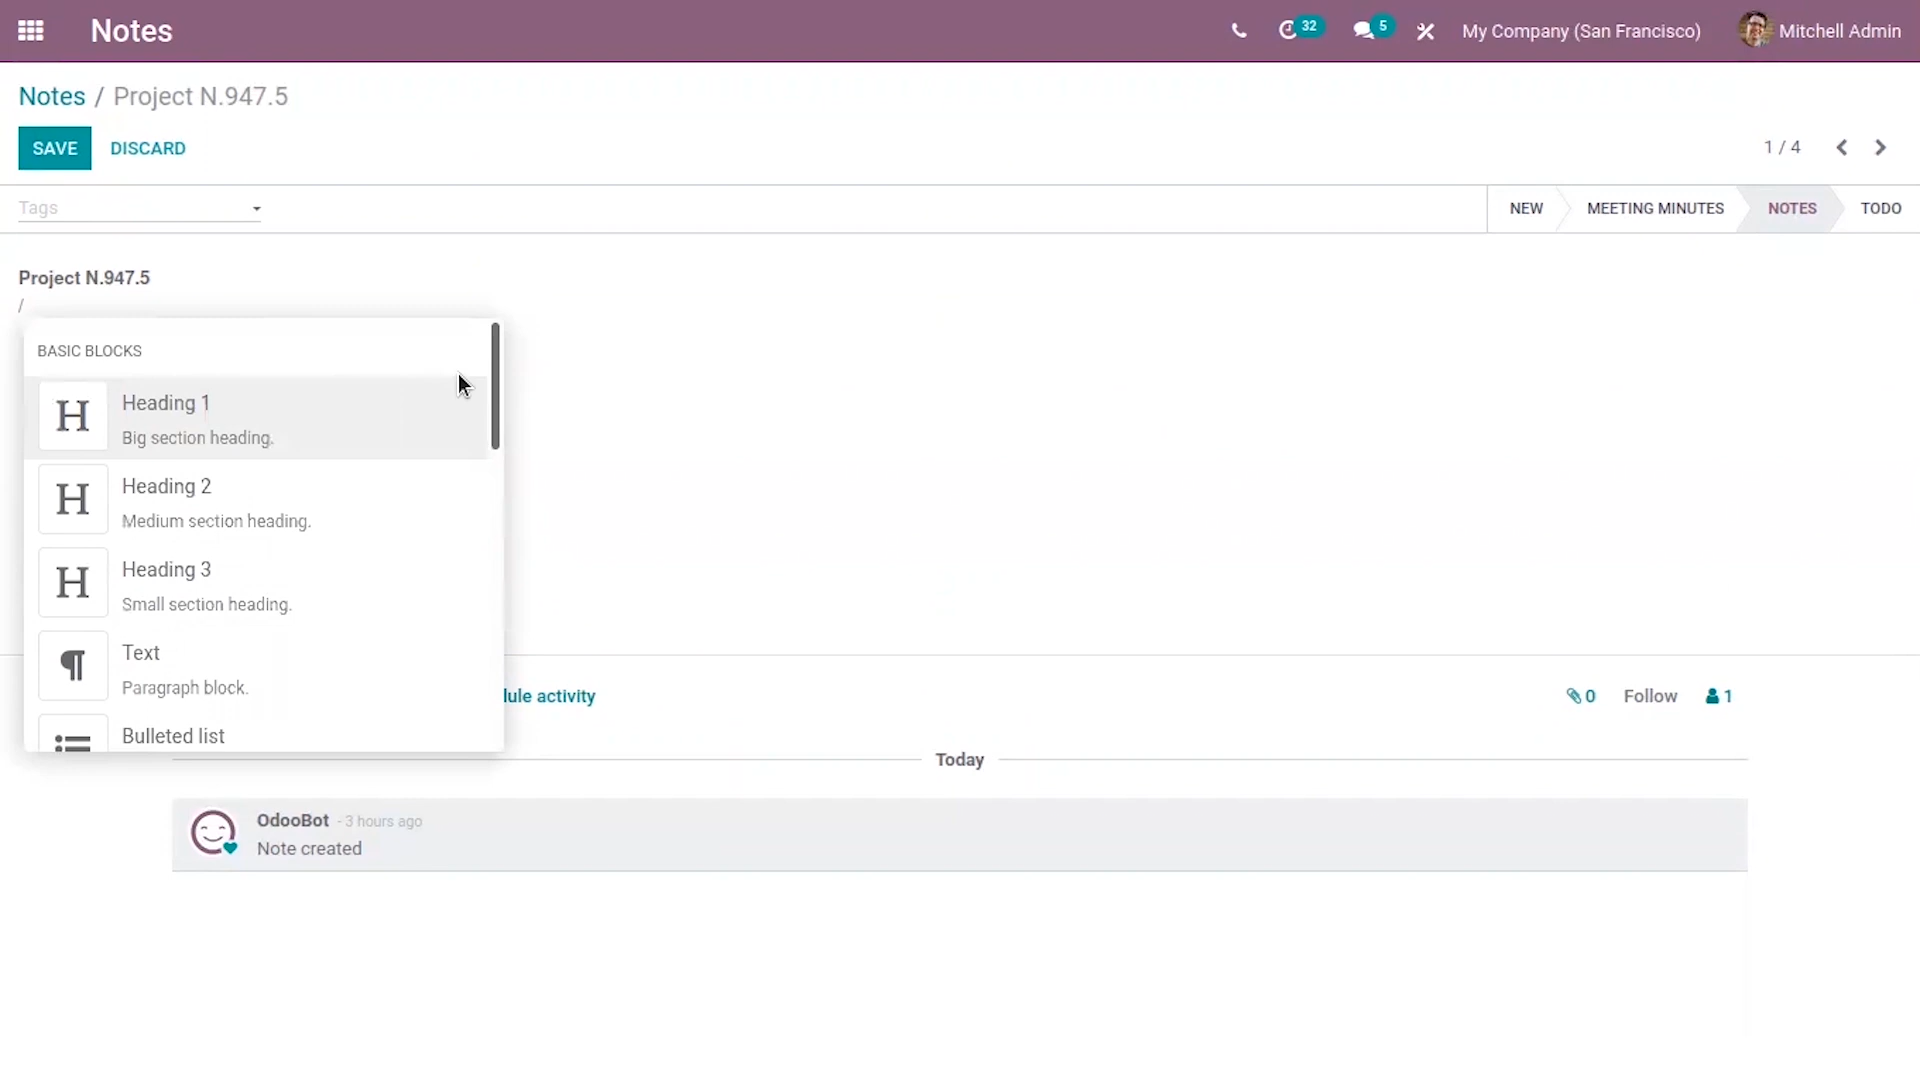 Notes
32
5
My Company (San Francisco)
Mitchell Admin
Notes / Project N.947.5
SAVE
DISCARD
1 / 4
Tags
NEW
MEETING MINUTES
NOTES
TODO
Project N.947.5
/
BASIC BLOCKS
H
Heading 1
Big section heading.
H
Heading 2
Medium section heading.
H
Heading 3
Small section heading.
¶
Text
Paragraph block.
Bulleted list
activity
0
Follow
1
Today
OdooBot - 3 hours ago
Note created